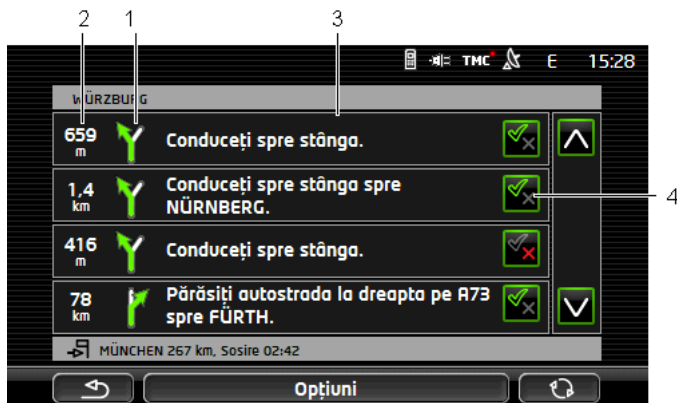 2 1 3
TMC E 15:28
WÜRZBURG
659 m Conduceți spre stânga.
1,4 km Conduceți spre stânga spre
NÜRNBERG.
4
416 m Conduceți spre stânga.
78 km Părăsiți autostrada la dreapta pe A73
spre FÜRTH.
MÜNCHEN 267 km, Sosire 02:42
Opțiuni